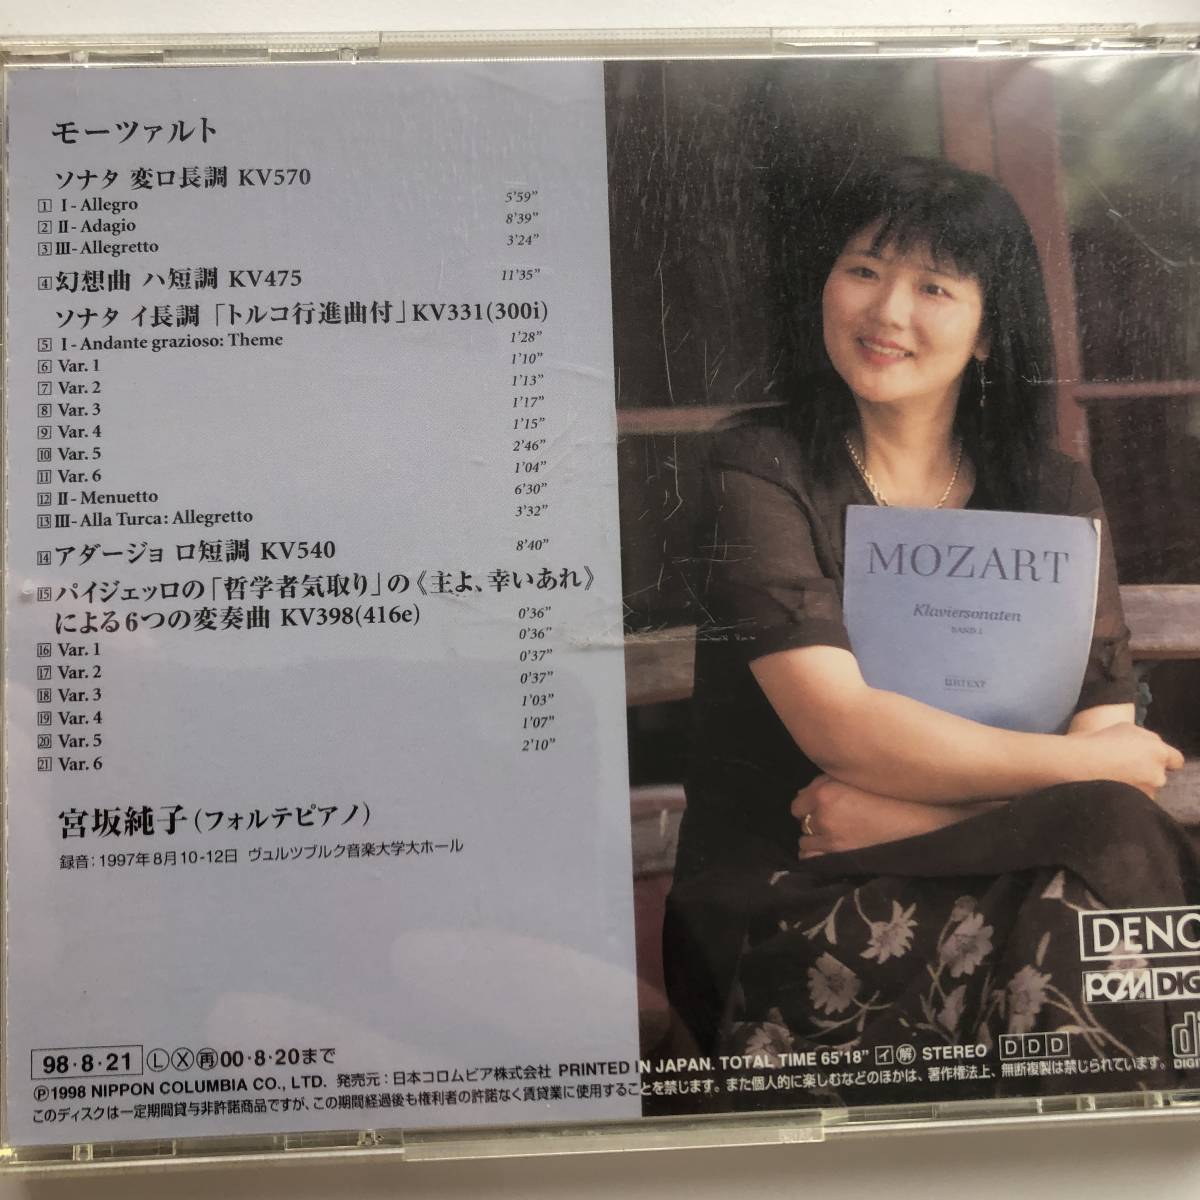 モーツァルト
ソナタ 変ロ長調 KV570
1 I - Allegro 5'59"
2 II - Adagio 8'39"
3 III - Allegretto 3'24"
4 幻想曲 ハ短調 KV475 11'35"
ソナタ イ長調「トルコ行進曲付」KV331(300i)
5 I - Andante grazioso: Theme 1'28"
6 Var. 1 1'10"
7 Var. 2 1'13"
8 Var. 3 1'17"
9 Var. 4 1'15"
10 Var. 5 2'46"
11 Var. 6 1'04"
12 II - Menuetto 6'30"
13 III - Alla Turca: Allegretto 3'32"
14 アダージョ ロ短調 KV540 8'40"
15 パイジェッロの「哲学者気取り」の《主よ、幸いあれ》
による6つの変奏曲 KV398(416e) 0'36"
16 Var. 1 0'36"
17 Var. 2 0'37"
18 Var. 3 0'37"
19 Var. 4 1'03"
20 Var. 5 1'07"
21 Var. 6 2'10"
宮坂純子(フォルテピアノ)
録音:1997年8月10-12日 ヴュルツブルク音楽大学大ホール
MOZART
Klaviersonaten
BAND I
URTEXT
DENO
PCM DIG
di
DIGIT
98・8・21 Ⓛ Ⓧ 再 00・8・20まで
Ⓟ1998 NIPPON COLUMBIA CO., LTD. 発売元:日本コロムビア株式会社 PRINTED IN JAPAN. TOTAL TIME 65'18" イ 解 STEREO D D D
このディスクは一定期間貸与非許諾商品ですが、この期間経過後も権利者の許諾なく賃貸業に使用することを禁じます。また個人的に楽しむなどのほかは、著作権法上、無断複製は禁じられています。